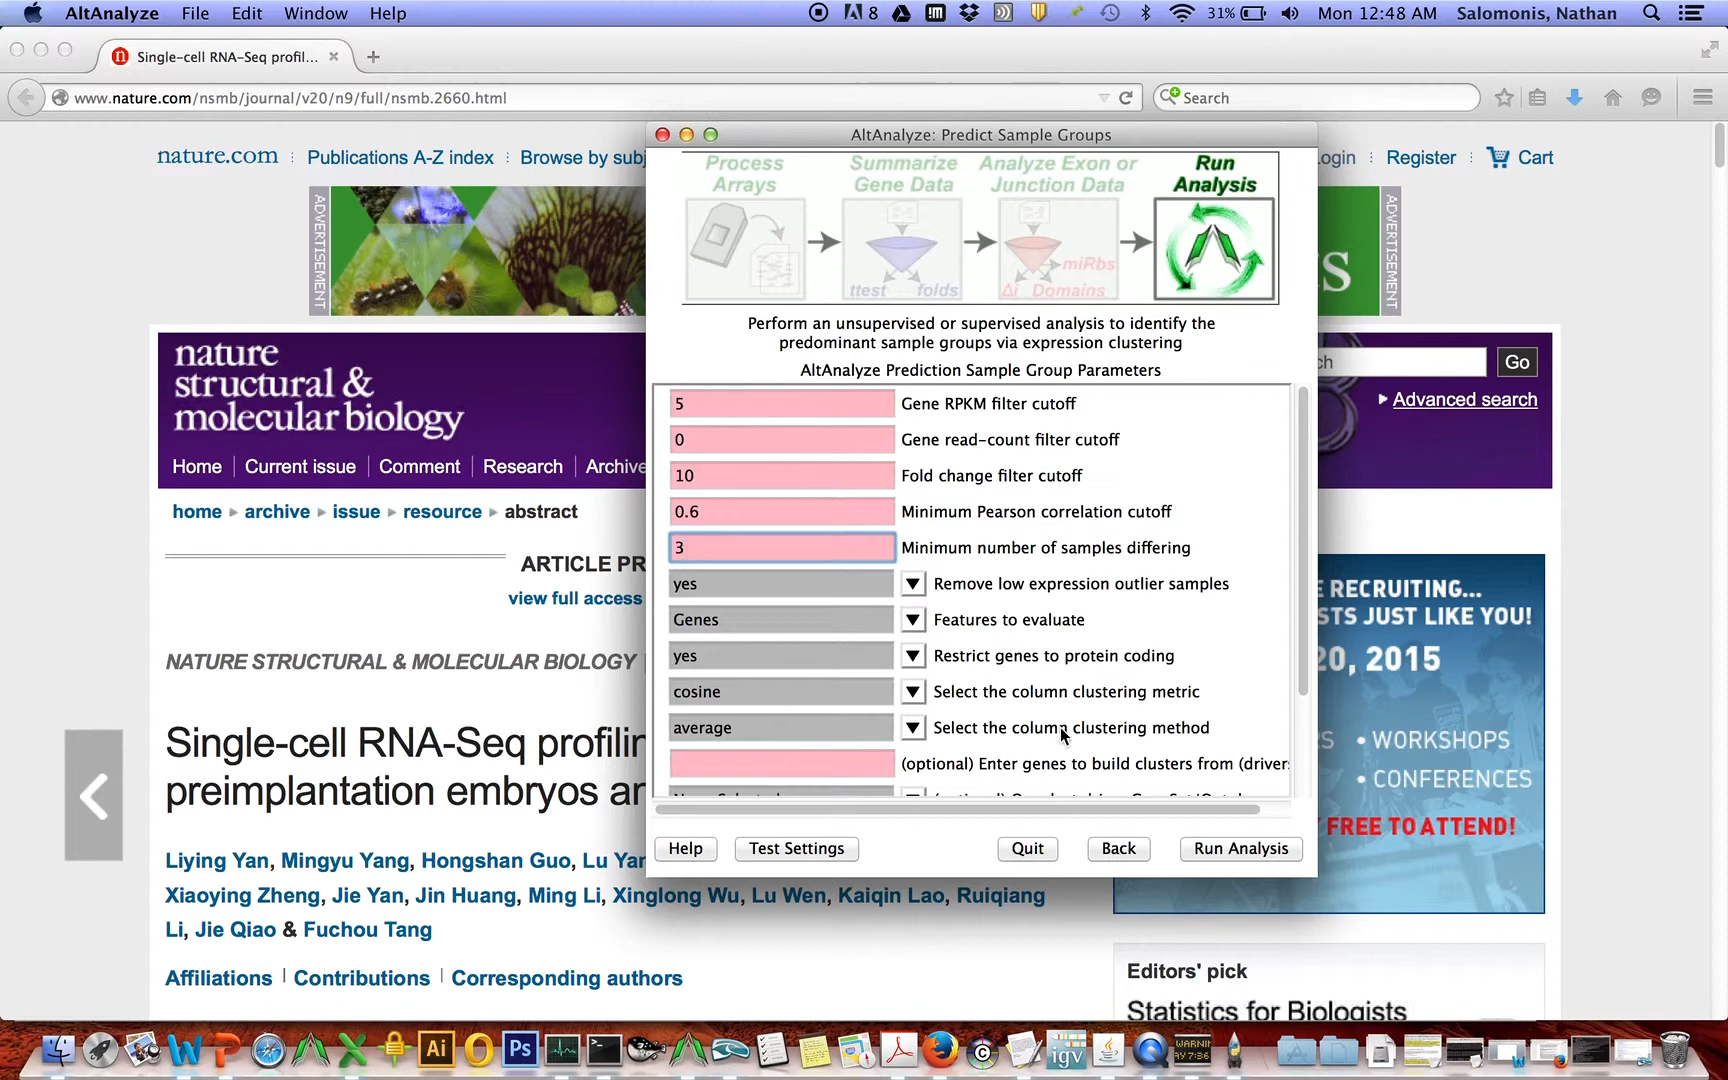 AltAnalyze File Edit Window Help 8 31% Mon 12:48 AM Salomonis, Nathan
Single-cell RNA-Seq profil...
www.nature.com/nsmb/journal/v20/n9/full/nsmb.2660.html
Search
nature.com Publications A-Z index Browse by
Register Cart
ADVERTISEMENT
ADVERTISEMENT
nature
structural &
molecular biology
Home Current issue Comment Research Archive
Go
Advanced search
home archive issue resource abstract
view full access
NATURE STRUCTURAL & MOLECULAR BIOLOGY
Single-cell RNA-Seq
preimplantation embryos
Liying Yan, Mingyu Yang, Hongshan Guo, Lu
Xiaoying Zheng, Jie Yan, Jin Huang, Ming Li, Xinglong Wu, Lu Wen, Kaiqin Lao, Ruiqiang
Li, Jie Qiao & Fuchou Tang
Affiliations Contributions Corresponding authors
AltAnalyze: Predict Sample Groups
Process
Arrays
Summarize
Gene Data
Analyze Exon or
Junction Data
Run
Analysis
ttest folds
miRbs
Δi Domains
Perform an unsupervised or supervised analysis to identify the
predominant sample groups via expression clustering
AltAnalyze Prediction Sample Group Parameters
5 Gene RPKM filter cutoff
0 Gene read-count filter cutoff
10 Fold change filter cutoff
0.6 Minimum Pearson correlation cutoff
3 Minimum number of samples differing
yes Remove low expression outlier samples
Genes Features to evaluate
yes Restrict genes to protein coding
cosine Select the column clustering metric
average Select the column clustering method
(optional) Enter genes to build clusters from (driver
Help Test Settings Quit Back Run Analysis
RECRUITING...
JUST LIKE YOU!
20, 2015
• WORKSHOPS
• CONFERENCES
FREE TO ATTEND!
Editors' pick
Statistics for Biologists
Ai
Ps
igv
WARNIN